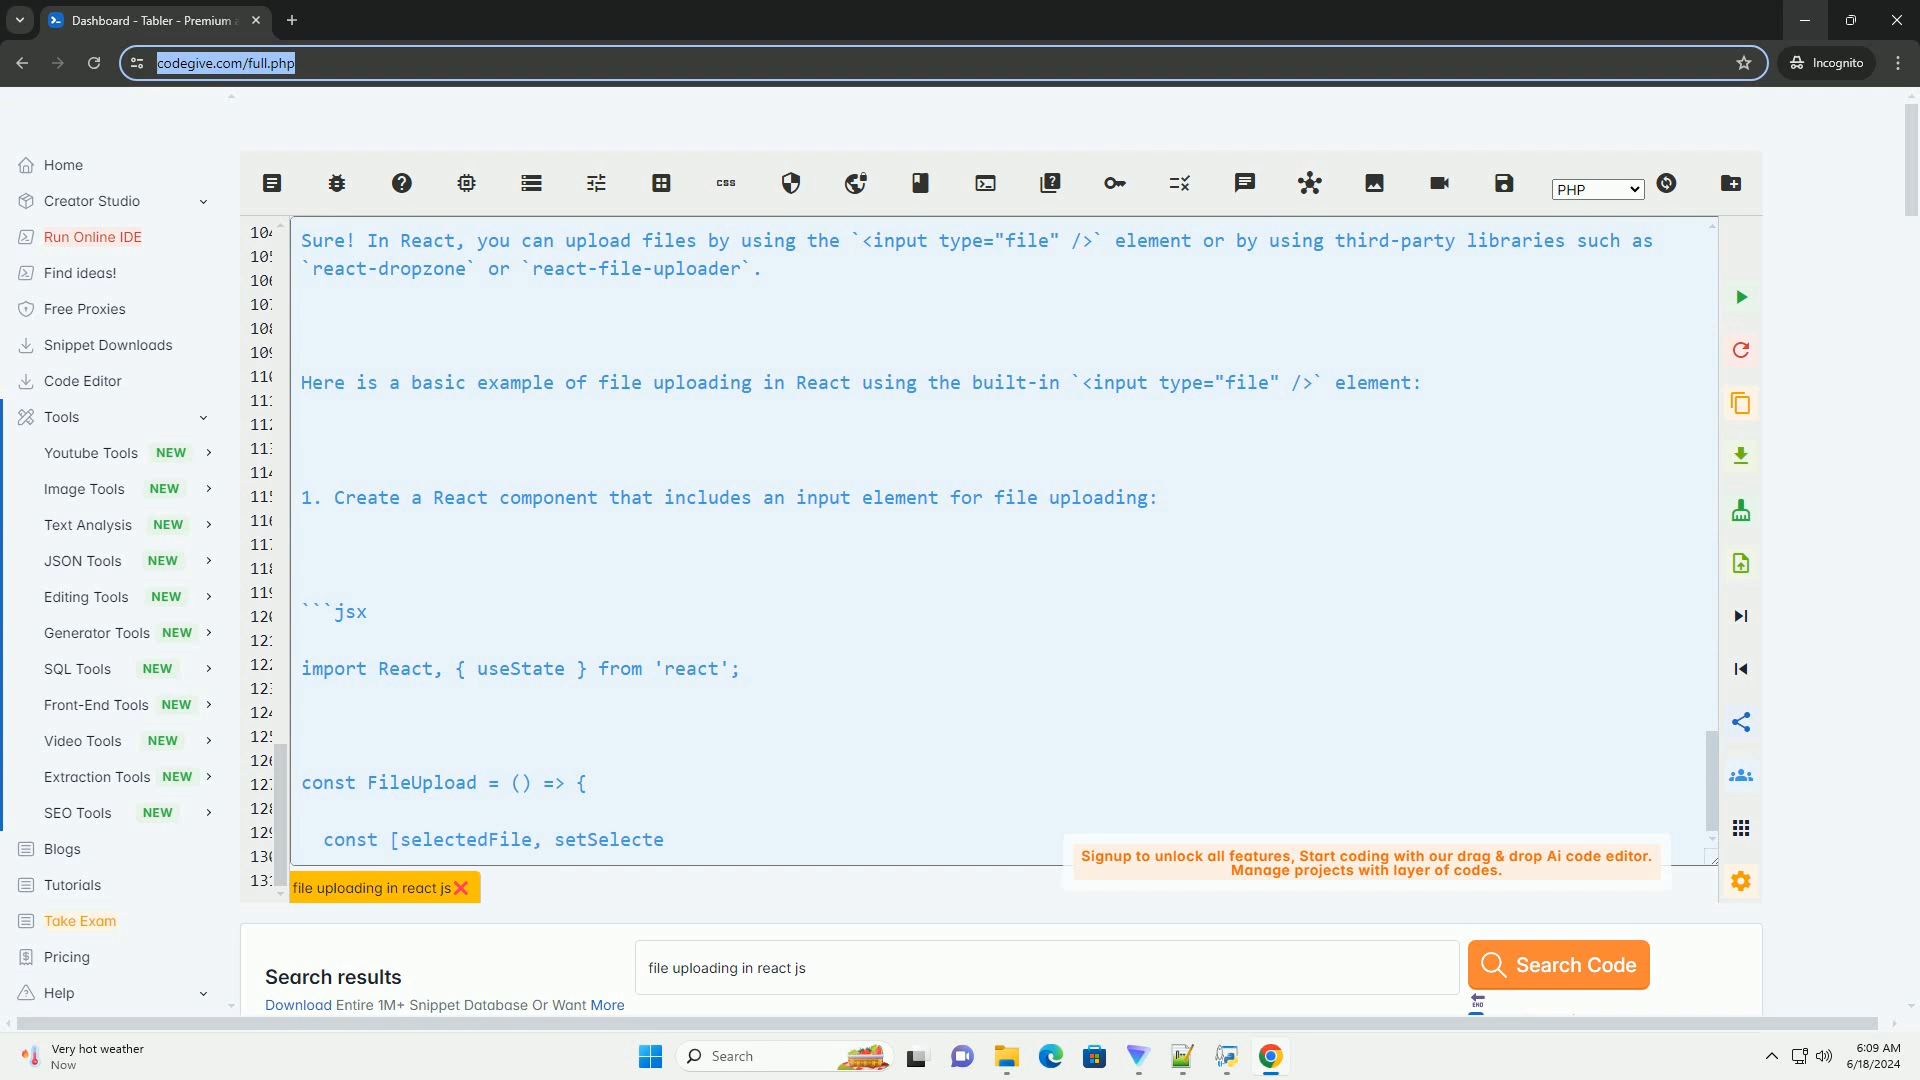 Dashboard - Tabler - Premium
codegive.com/full.php
Incognito
Home
Creator Studio
Run Online IDE
Find ideas!
Free Proxies
Snippet Downloads
Code Editor
Tools
Youtube Tools NEW
Image Tools NEW
Text Analysis NEW
JSON Tools NEW
Editing Tools NEW
Generator Tools NEW
SQL Tools NEW
Front-End Tools NEW
Video Tools NEW
Extraction Tools NEW
SEO Tools NEW
Blogs
Tutorials
Take Exam
Pricing
Help
css
PHP
Sure! In React, you can upload files by using the `<input type="file" />` element or by using third-party libraries such as
`react-dropzone` or `react-file-uploader`.
Here is a basic example of file uploading in React using the built-in `<input type="file" />` element:
1. Create a React component that includes an input element for file uploading:
```jsx
import React, { useState } from 'react';
const FileUpload = () => {
const [selectedFile, setSelecte
Signup to unlock all features, Start coding with our drag & drop Ai code editor.
Manage projects with layer of codes.
file uploading in react js
Search results
file uploading in react js
Search Code
Download Entire 1M+ Snippet Database Or Want More
END
Very hot weather
Now
Search
6:09 AM
6/18/2024